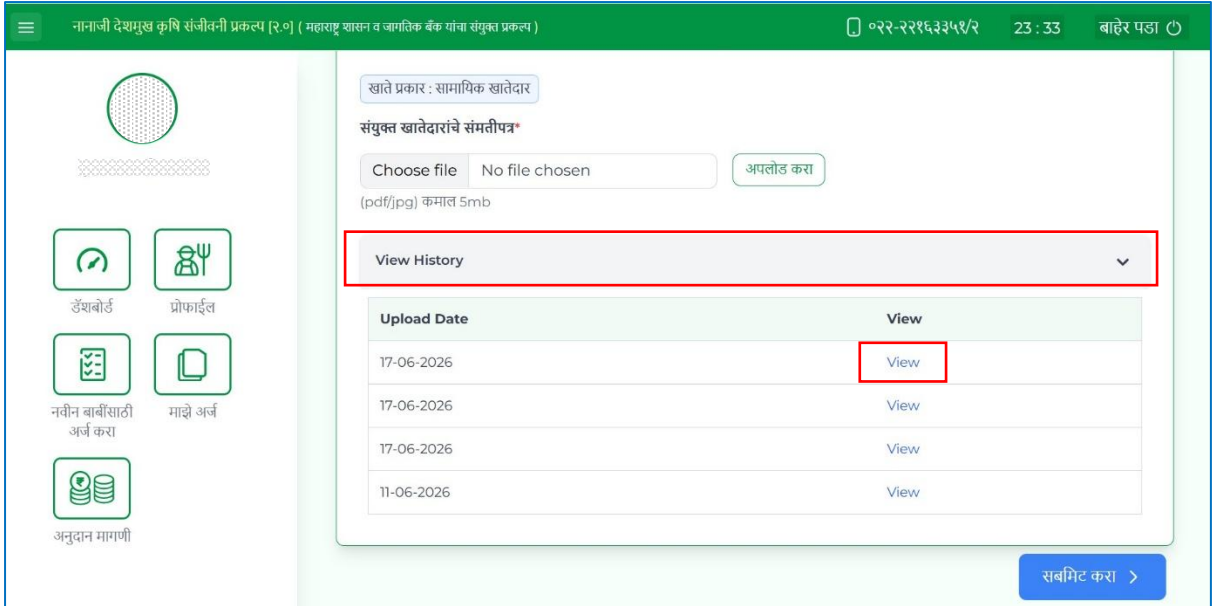 नानाजी देशमुख कृषि संजीवनी प्रकल्प [२.०] ( महाराष्ट्र शासन व जागतिक बँक यांचा संयुक्त प्रकल्प ) ०२२-२२१६३३५१/२ 23 : 33 बाहेर पडा
खाते प्रकार : सामायिक खातेदार
संयुक्त खातेदारांचे संमतीपत्र*
Choose file No file chosen अपलोड करा
(pdf/jpg) कमाल 5mb
View History
डॅशबोर्ड प्रोफाईल
Upload Date View
17-06-2026 View
17-06-2026 View
नवीन बाबींसाठी माझे अर्ज
अर्ज करा
17-06-2026 View
11-06-2026 View
अनुदान मागणी
सबमिट करा